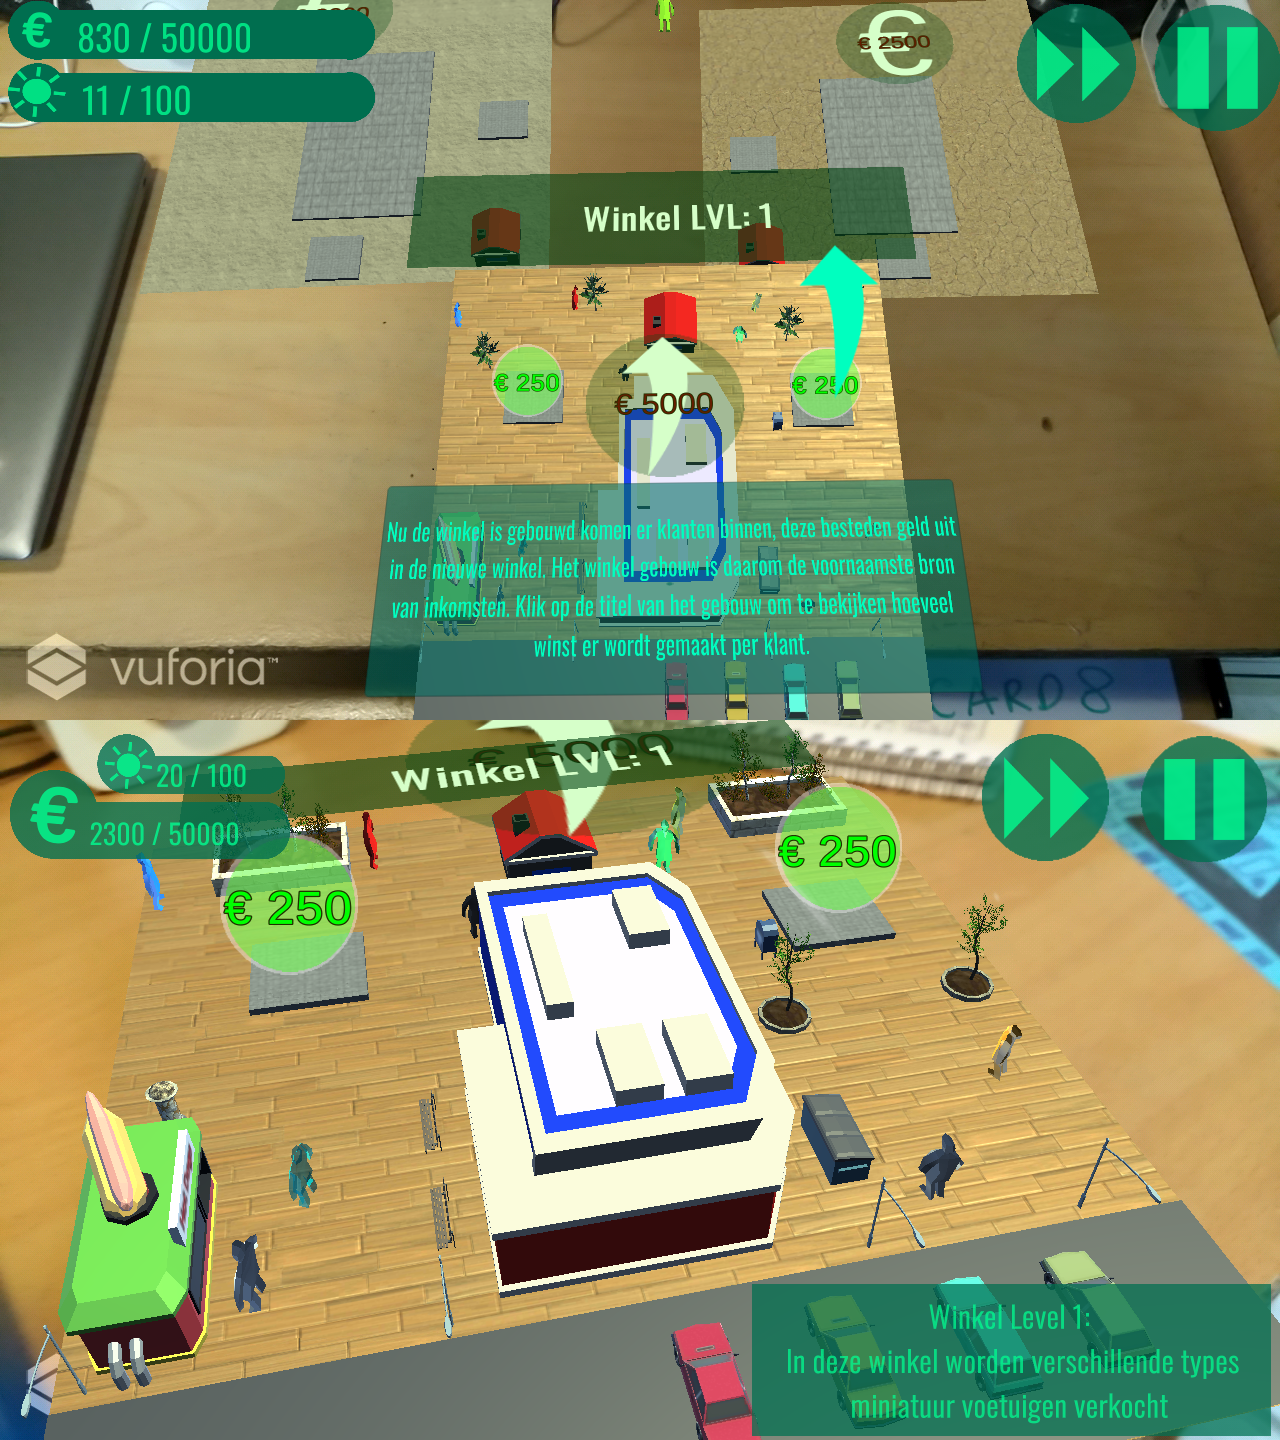 € 830 / 50000
11 / 100
€ 2500
Winkel LVL: 1
€ 250
€ 5000
€ 250
Nu de winkel is gebouwd komen er klanten binnen, deze besteden geld uit
in de nieuwe winkel. Het winkel gebouw is daarom de voornaamste bron
van inkomsten. Klik op de titel van het gebouw om te bekijken hoeveel
winst er wordt gemaakt per klant.
vuforia™
CARD 8
20 / 100
€ 2300 / 50000
€ 5000
Winkel LVL: 1
€ 250
€ 250
Winkel Level 1:
In deze winkel worden verschillende types
miniatuur voetuigen verkocht